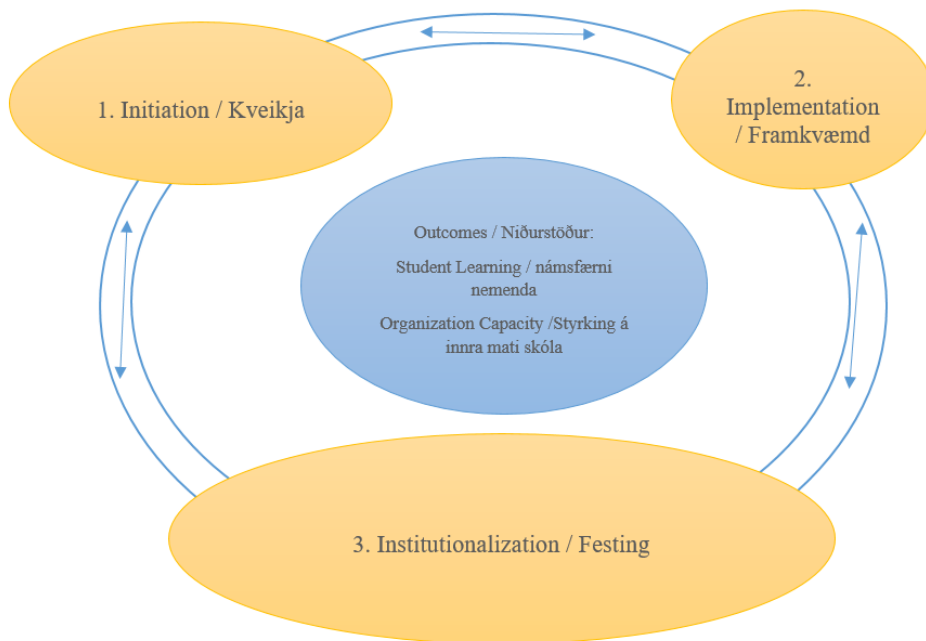 1. Initiation / Kveikja
2.
Implementation
/ Framkvæmd
Outcomes / Niðurstöður:
Student Learning / námsfærni
nemenda
Organization Capacity /Styrking á
innra mati skóla
3. Institutionalization / Festing